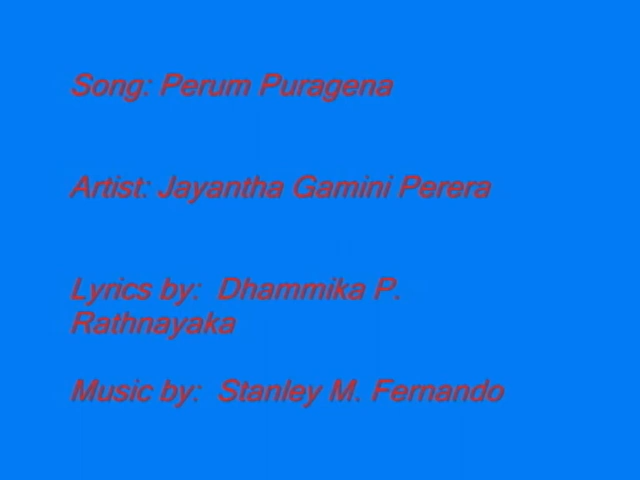 Song: Perum Puragena
Artist: Jayantha Gamini Perera
Lyrics by:  Dhammika P.
Rathnayaka
Music by:  Stanley M. Fernando